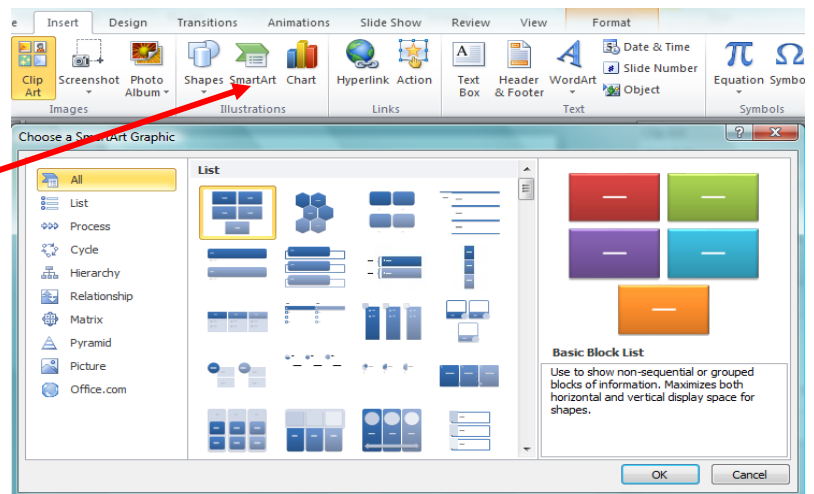 e Insert Design Transitions Animations Slide Show Review View Format
Clip Art Screenshot Photo Album Shapes SmartArt Chart Hyperlink Action Text Box Header & Footer WordArt Date & Time
# Slide Number
Object
π Equation Ω Symbo
Images Illustrations Links Text Symbols
Choose a SmartArt Graphic
All
List
Process
Cycle
Hierarchy
Relationship
Matrix
Pyramid
Picture
Office.com
List
Basic Block List
Use to show non-sequential or grouped
blocks of information. Maximizes both
horizontal and vertical display space for
shapes.
OK Cancel